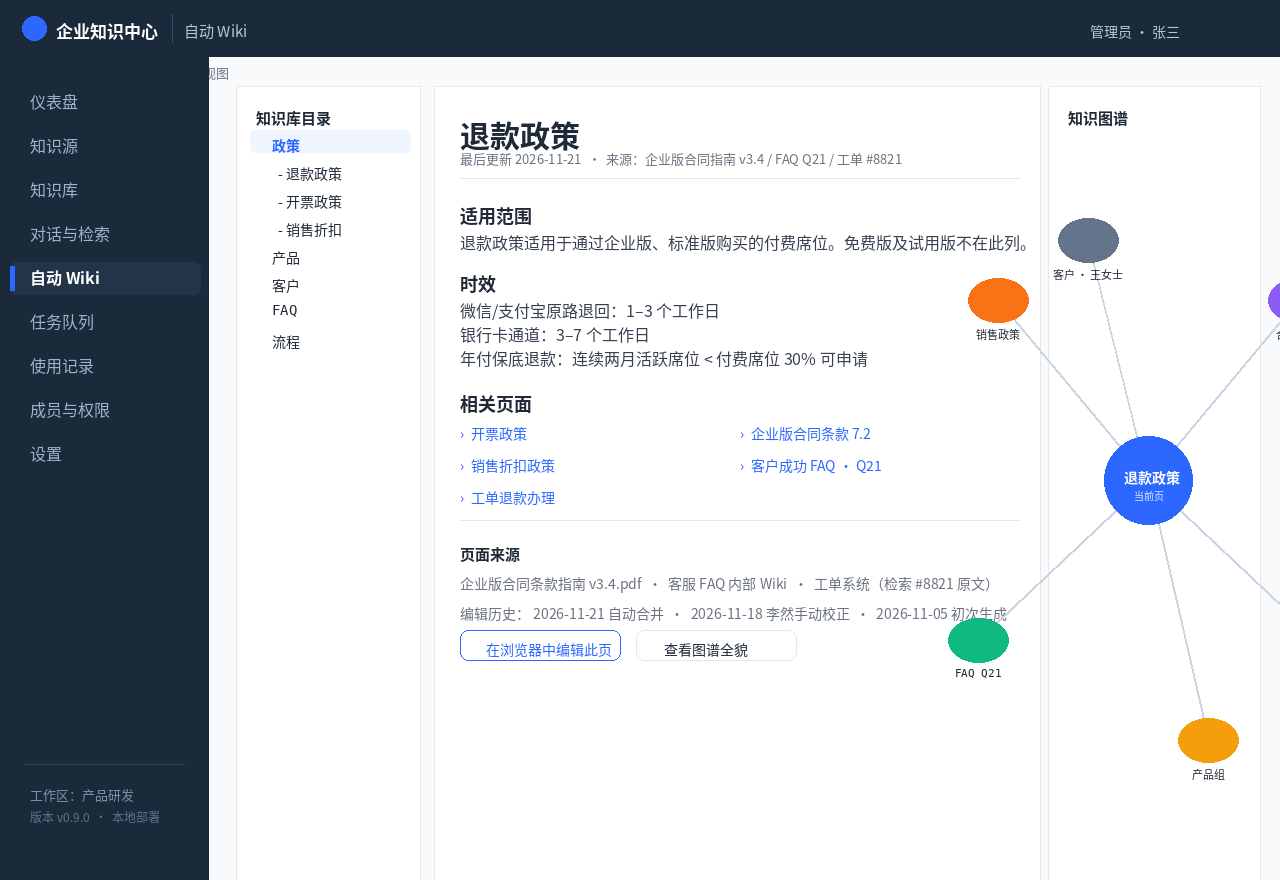 企业知识中心
自动 Wiki
管理员 · 张三
视图
仪表盘
知识源
知识库
对话与检索
自动 Wiki
任务队列
使用记录
成员与权限
设置
工作区：产品研发
版本 v0.9.0 · 本地部署
知识库目录
政策
- 退款政策
- 开票政策
- 销售折扣
产品
客户
FAQ
流程
退款政策
最后更新 2026-11-21 · 来源：企业版合同指南 v3.4 / FAQ Q21 / 工单 #8821
适用范围
退款政策适用于通过企业版、标准版购买的付费席位。免费版及试用版不在此列。
时效
微信/支付宝原路退回：1–3 个工作日
银行卡通道：3–7 个工作日
年付保底退款：连续两月活跃席位 < 付费席位 30% 可申请
相关页面
› 开票政策
› 企业版合同条款 7.2
› 销售折扣政策
› 客户成功 FAQ · Q21
› 工单退款办理
页面来源
企业版合同条款指南 v3.4.pdf · 客服 FAQ 内部 Wiki · 工单系统（检索 #8821 原文）
编辑历史： 2026-11-21 自动合并 · 2026-11-18 李然手动校正 · 2026-11-05 初次生成
在浏览器中编辑此页
查看图谱全貌
知识图谱
客户 · 王女士
销售政策
退款政策
当前页
FAQ Q21
产品组